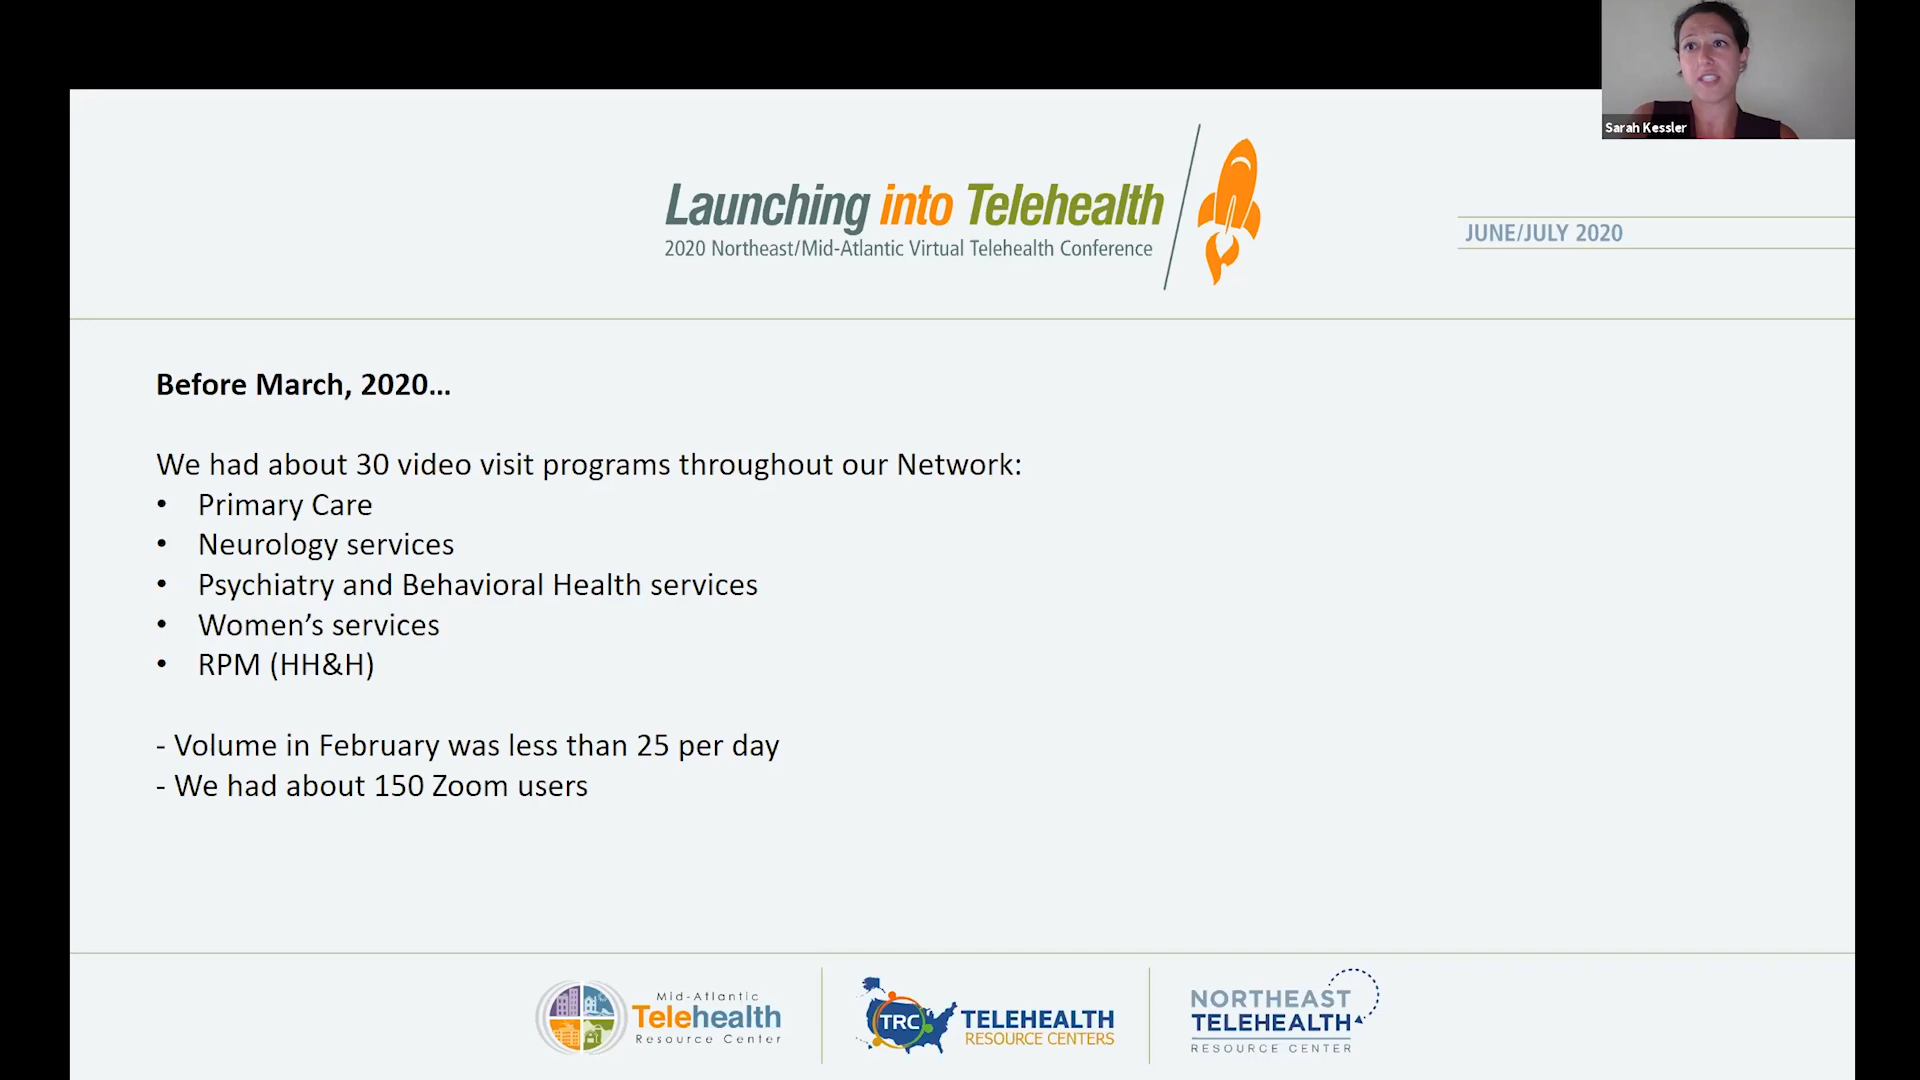 Sarah Kessler
Launching into Telehealth
2020 Northeast/Mid-Atlantic Virtual Telehealth Conference
JUNE/JULY 2020
Before March, 2020…
We had about 30 video visit programs throughout our Network:
• Primary Care
• Neurology services
• Psychiatry and Behavioral Health services
• Women’s services
• RPM (HH&H)
- Volume in February was less than 25 per day
- We had about 150 Zoom users
Mid-Atlantic
Telehealth
Resource Center
TRC
TELEHEALTH
RESOURCE CENTERS
NORTHEAST
TELEHEALTH
RESOURCE CENTER